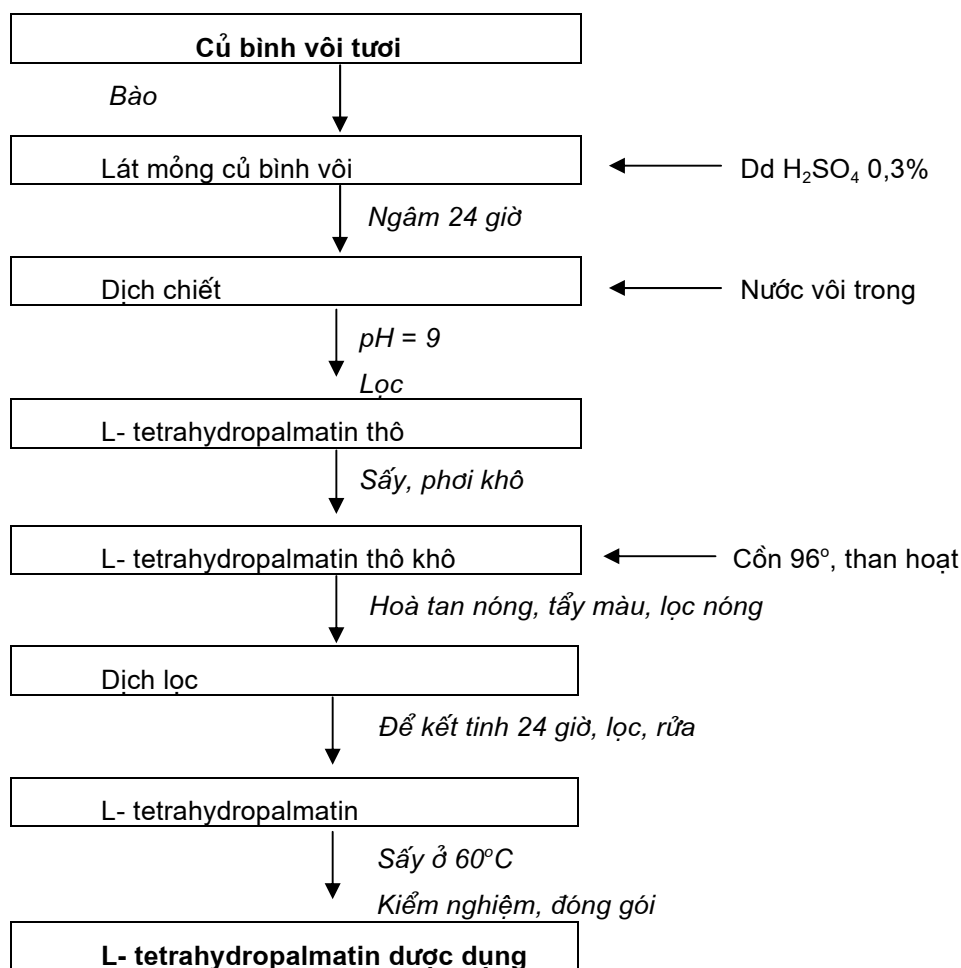 Củ bình vôi tươi
Bào
Lát mỏng củ bình vôi
Dd H₂SO₄ 0,3%
Ngâm 24 giờ
Dịch chiết
Nước vôi trong
pH = 9
Lọc
L- tetrahydropalmatin thô
Sấy, phơi khô
L- tetrahydropalmatin thô khô
Cồn 96º, than hoạt
Hoà tan nóng, tẩy màu, lọc nóng
Dịch lọc
Để kết tinh 24 giờ, lọc, rửa
L- tetrahydropalmatin
Sấy ở 60ºC
Kiểm nghiệm, đóng gói
L- tetrahydropalmatin dược dụng